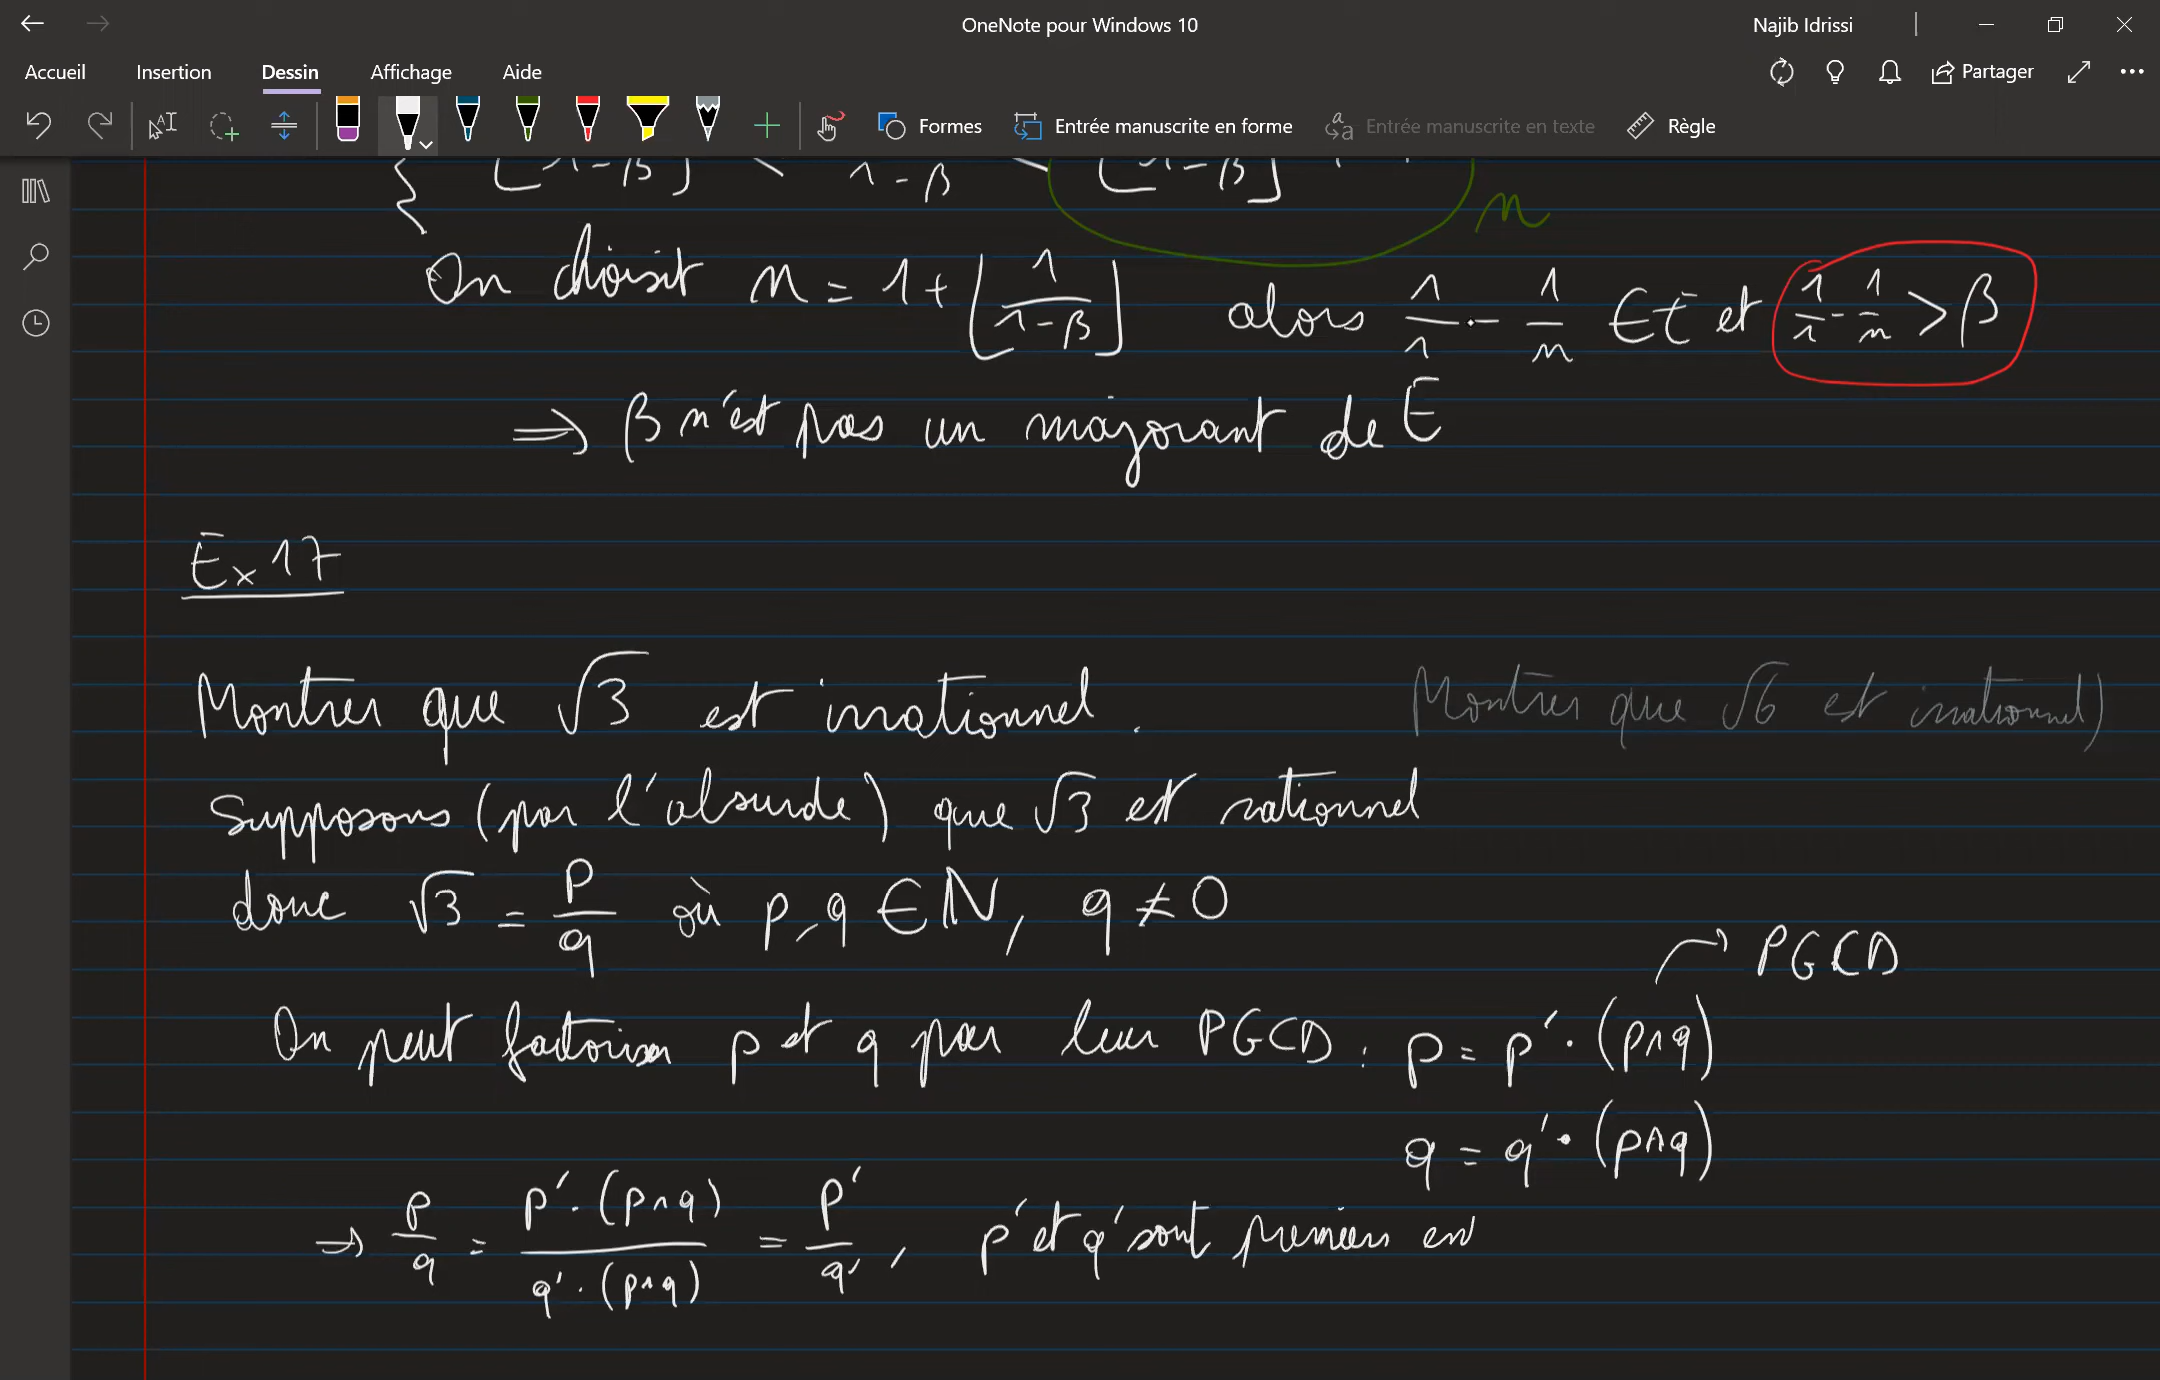 OneNote pour Windows 10
Najib Idrissi
Accueil Insertion Dessin Affichage Aide
Partager
Formes Entrée manuscrite en forme Entrée manuscrite en texte Règle
1-β
n
On choisit n = 1 + ⌊1/(1-β)⌋ alors 1/1 - 1/n ∈ E et 1/1 - 1/n > β
⇒ β n'est pas un majorant de E
Ex 17
Montrer que √3 est irrationnel. Montrer que √6 est irrationnel)
Supposons (par l'absurde) que √3 est rationnel
donc √3 = p/q où p, q ∈ ℕ, q ≠ 0
PGCD
On peut factoriser p et q par leur PGCD : p = p'·(p∧q)
q = q'·(p∧q)
→ p/q = p'·(p∧q)/q'·(p∧q) = p'/q', p' et q' sont premiers en